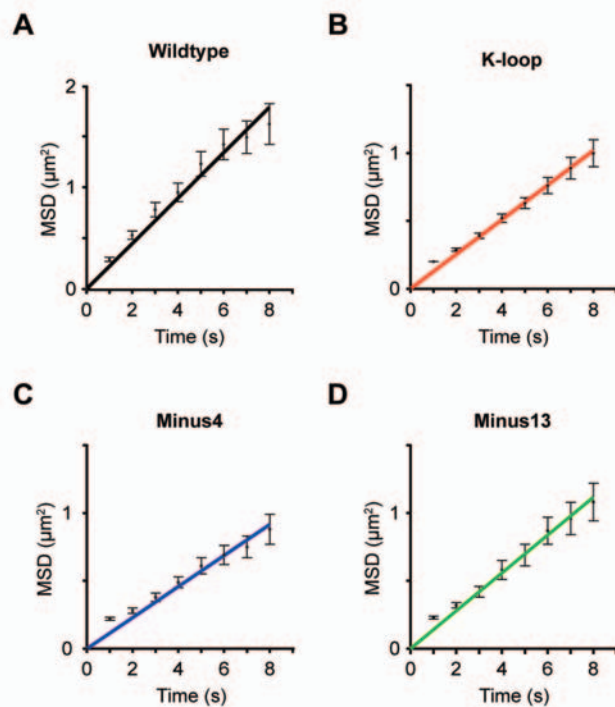 A
Wildtype
MSD (µm²)
2
1
0
0 2 4 6 8
Time (s)
B
K-loop
MSD (µm²)
1
0
0 2 4 6 8
Time (s)
C
Minus4
MSD (µm²)
1
0
0 2 4 6 8
Time (s)
D
Minus13
MSD (µm²)
1
0
0 2 4 6 8
Time (s)